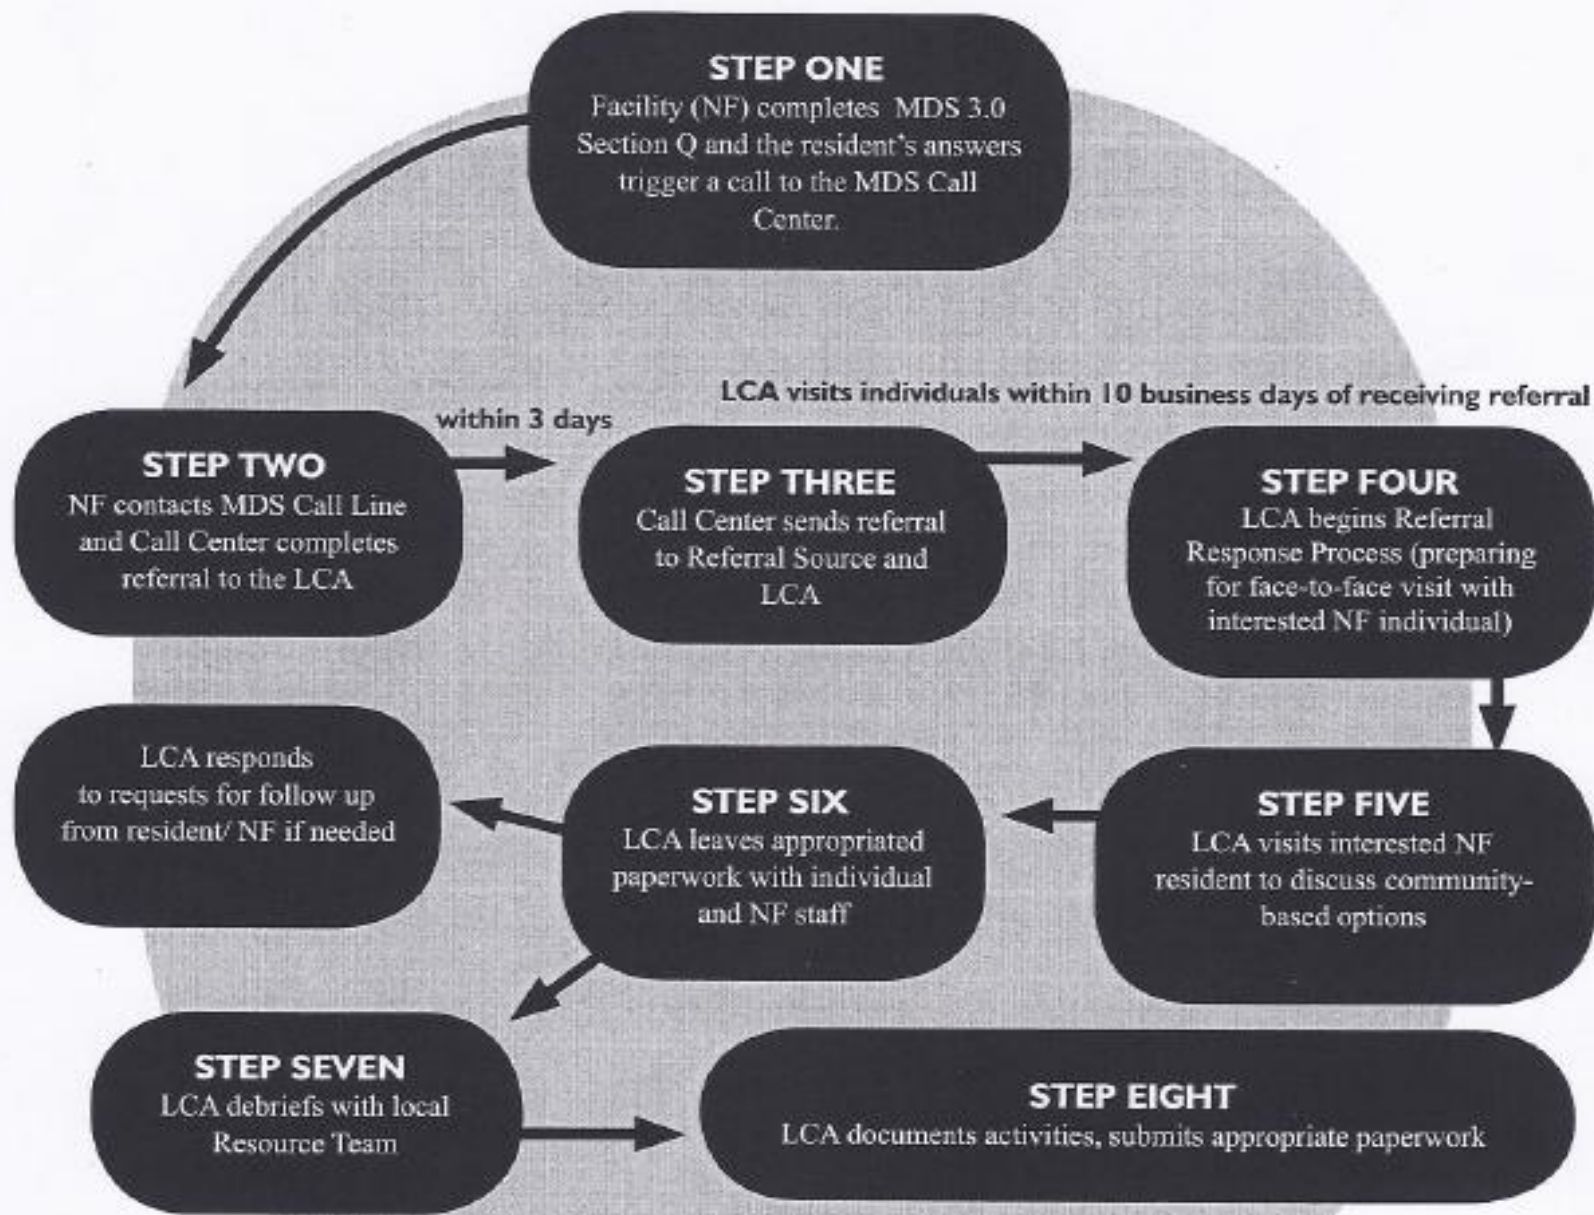 STEP ONE
Facility (NF) completes MDS 3.0
Section Q and the resident's answers
trigger a call to the MDS Call
Center.
within 3 days
LCA visits individuals within 10 business days of receiving referral
STEP TWO
NF contacts MDS Call Line
and Call Center completes
referral to the LCA
STEP THREE
Call Center sends referral
to Referral Source and
LCA
STEP FOUR
LCA begins Referral
Response Process (preparing
for face-to-face visit with
interested NF individual)
STEP FIVE
LCA visits interested NF
resident to discuss community-
based options
STEP SIX
LCA leaves appropriated
paperwork with individual
and NF staff
LCA responds
to requests for follow up
from resident/ NF if needed
STEP SEVEN
LCA debriefs with local
Resource Team
STEP EIGHT
LCA documents activities, submits appropriate paperwork